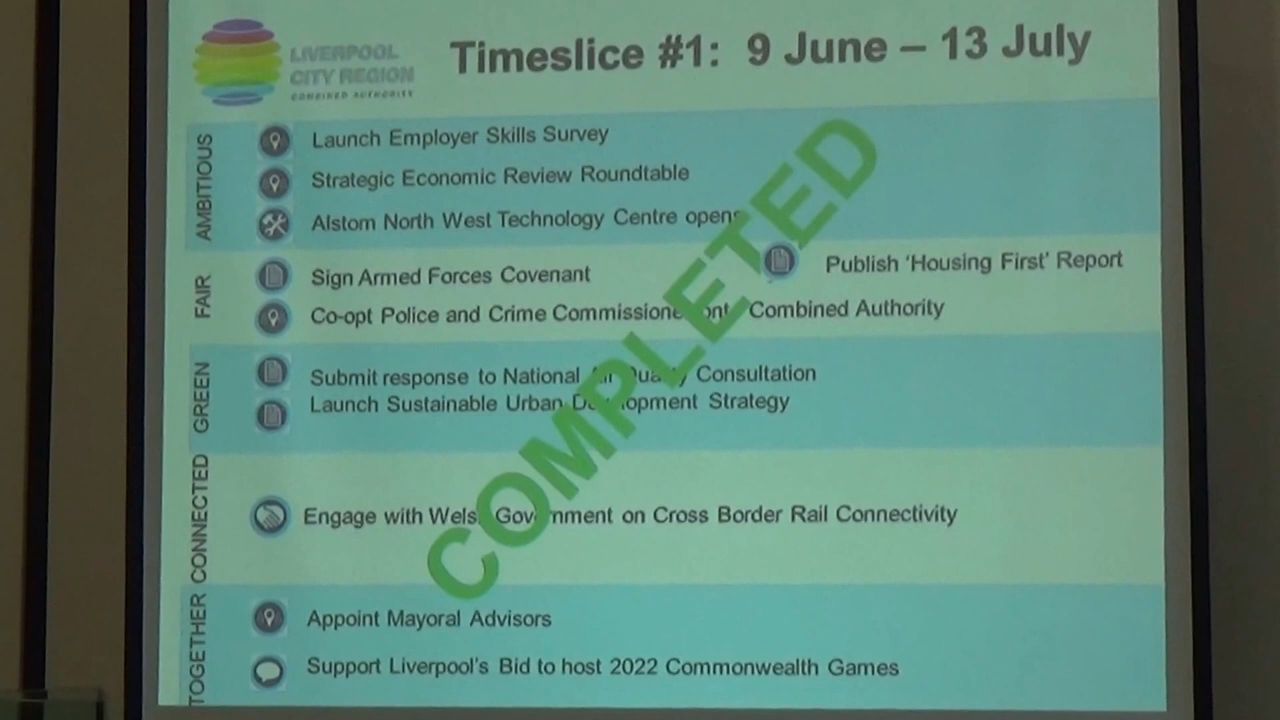 LIVERPOOL
CITY REGION
COMBINED AUTHORITY
Timeslice #1: 9 June – 13 July
AMBITIOUS
Launch Employer Skills Survey
Strategic Economic Review Roundtable
Alstom North West Technology Centre opens
FAIR
Sign Armed Forces Covenant
Publish ‘Housing First’ Report
Co-opt Police and Crime Commissioner Combined Authority
GREEN
Submit response to National Consultation
Launch Sustainable Urban Development Strategy
CONNECTED
Engage with Welsh Government on Cross Border Rail Connectivity
TOGETHER
Appoint Mayoral Advisors
Support Liverpool’s Bid to host 2022 Commonwealth Games
COMPLETED